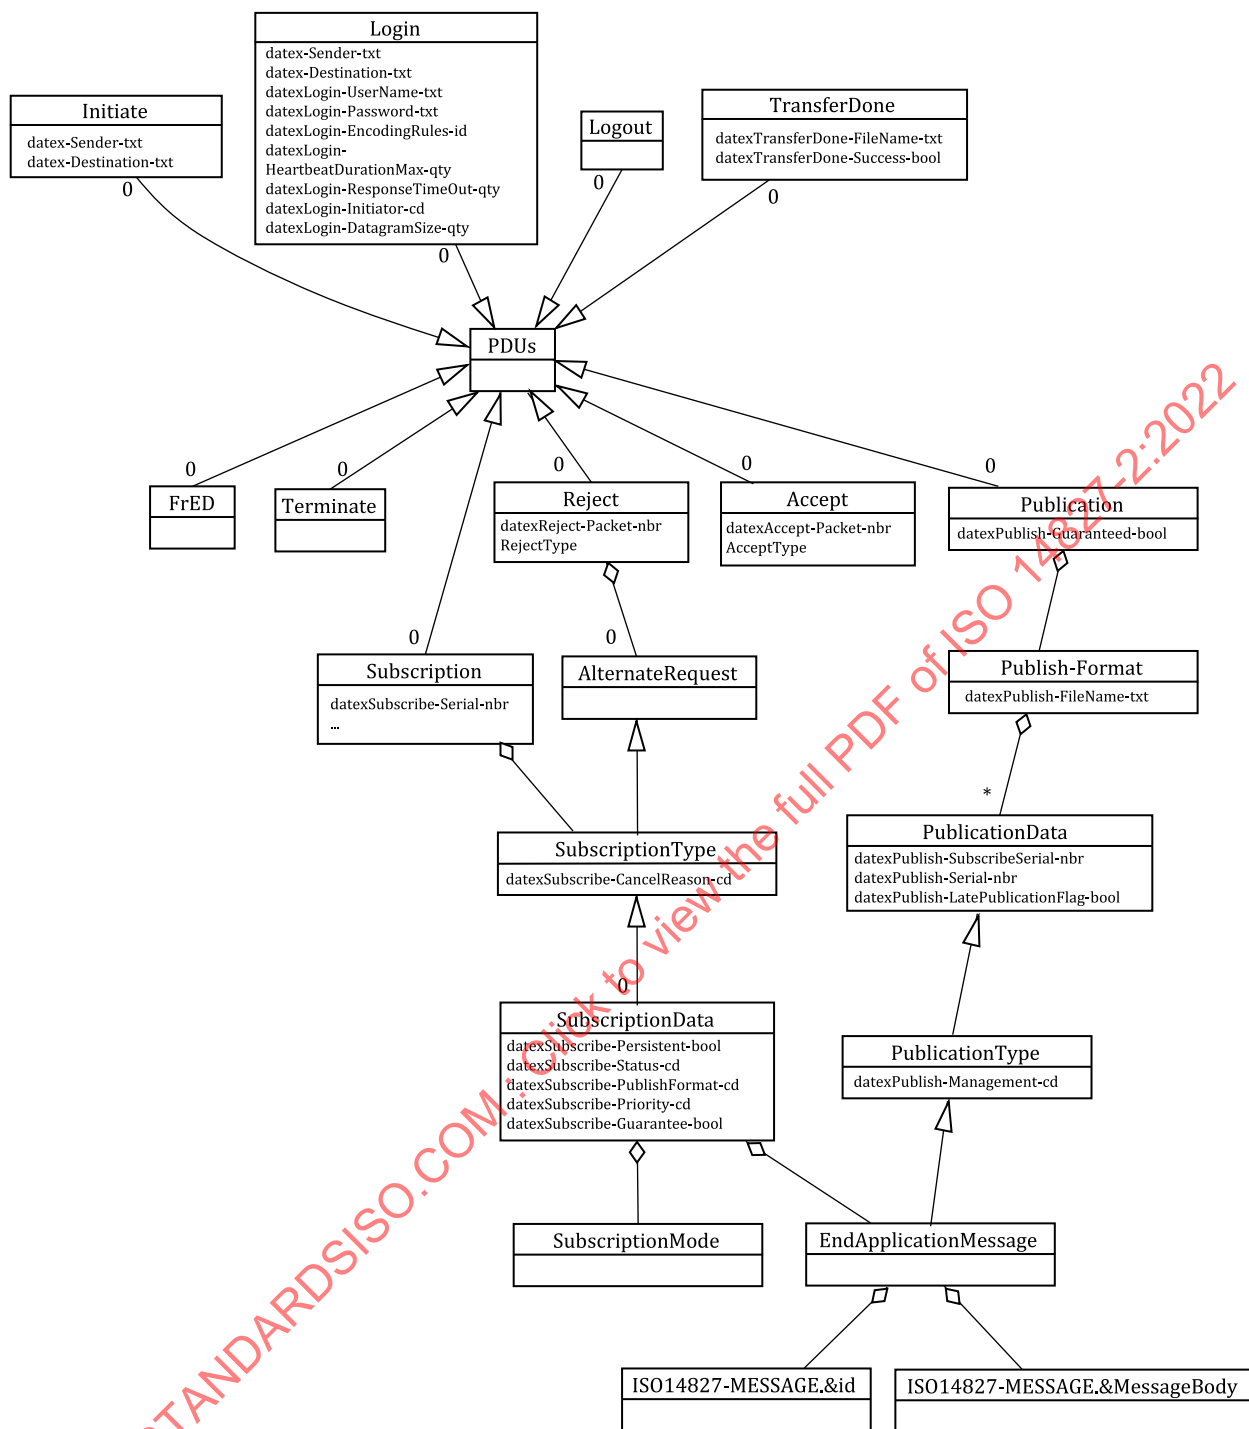 Login
datex-Sender-txt
datex-Destination-txt
datexLogin-UserName-txt
datexLogin-Password-txt
datexLogin-EncodingRules-id
datexLogin-
HeartbeatDurationMax-qty
datexLogin-ResponseTimeOut-qty
datexLogin-Initiator-cd
datexLogin-DatagramSize-qty
Initiate
datex-Sender-txt
datex-Destination-txt
Logout
TransferDone
datexTransferDone-FileName-txt
datexTransferDone-Success-bool
0
0
0
0
PDUs
0
0
0
0
0
0
FrED
Terminate
Reject
datexReject-Packet-nbr
RejectType
Accept
datexAccept-Packet-nbr
AcceptType
Publication
datexPublish-Guaranteed-bool
0
Subscription
datexSubscribe-Serial-nbr
...
AlternateRequest
Publish-Format
datexPublish-FileName-txt
*
SubscriptionType
datexSubscribe-CancelReason-cd
PublicationData
datexPublish-SubscribeSerial-nbr
datexPublish-Serial-nbr
datexPublish-LatePublicationFlag-bool
0
SubscriptionData
datexSubscribe-Persistent-bool
datexSubscribe-Status-cd
datexSubscribe-PublishFormat-cd
datexSubscribe-Priority-cd
datexSubscribe-Guarantee-bool
PublicationType
datexPublish-Management-cd
SubscriptionMode
EndApplicationMessage
ISO14827-MESSAGE.&id
ISO14827-MESSAGE.&MessageBody
STANDARDSISO.COM : Click to view the full PDF of ISO 14827-2:2022